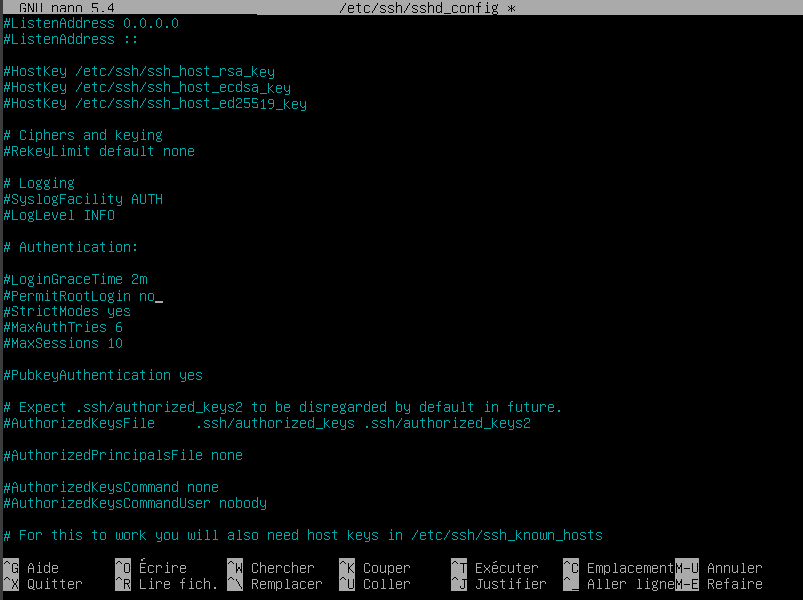 GNU nano 5.4 /etc/ssh/sshd_config *
#ListenAddress 0.0.0.0
#ListenAddress ::
#HostKey /etc/ssh/ssh_host_rsa_key
#HostKey /etc/ssh/ssh_host_ecdsa_key
#HostKey /etc/ssh/ssh_host_ed25519_key
# Ciphers and keying
#RekeyLimit default none
# Logging
#SyslogFacility AUTH
#LogLevel INFO
# Authentication:
#LoginGraceTime 2m
#PermitRootLogin no_
#StrictModes yes
#MaxAuthTries 6
#MaxSessions 10
#PubkeyAuthentication yes
# Expect .ssh/authorized_keys2 to be disregarded by default in future.
#AuthorizedKeysFile .ssh/authorized_keys .ssh/authorized_keys2
#AuthorizedPrincipalsFile none
#AuthorizedKeysCommand none
#AuthorizedKeysCommandUser nobody
# For this to work you will also need host keys in /etc/ssh/ssh_known_hosts
^G Aide ^O Écrire ^W Chercher ^K Couper ^T Exécuter ^C Emplacement M-U Annuler
^X Quitter ^R Lire fich. ^\ Remplacer ^U Coller ^J Justifier ^_ Aller ligne M-E Refaire